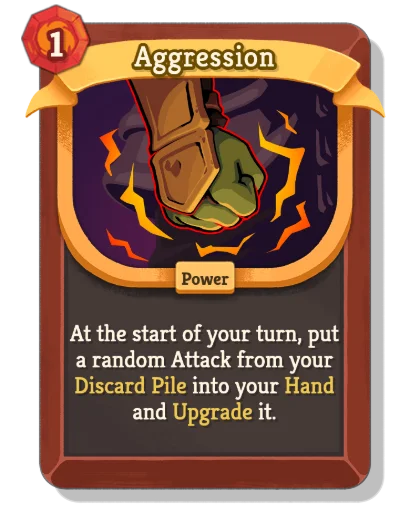 1
Aggression
Power
At the start of your turn, put
a random Attack from your
Discard Pile into your Hand
and Upgrade it.